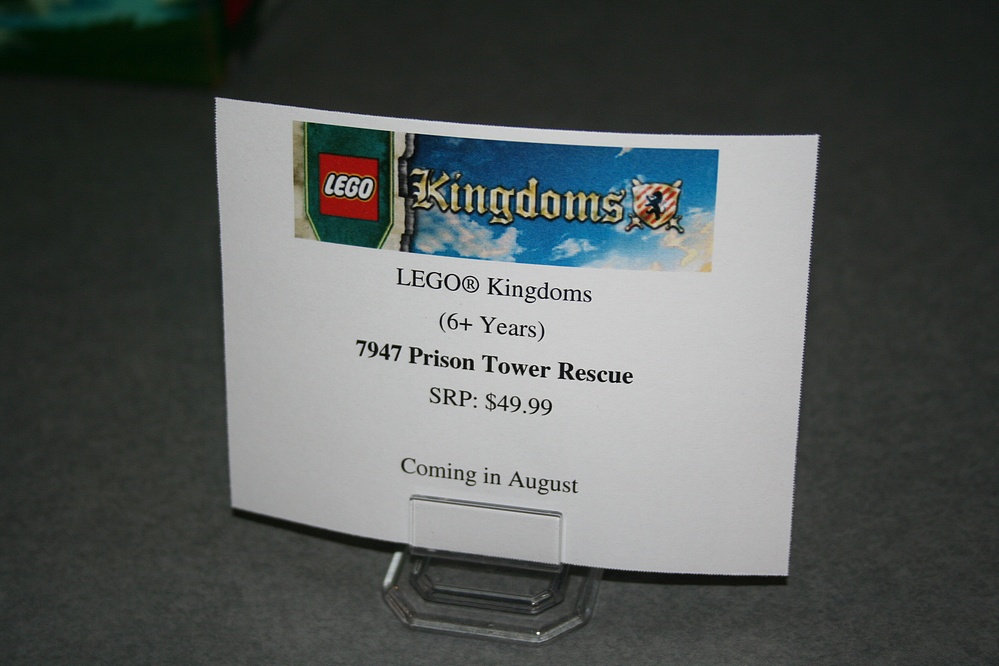 LEGO Kingdoms
LEGO® Kingdoms
(6+ Years)
7947 Prison Tower Rescue
SRP: $49.99
Coming in August